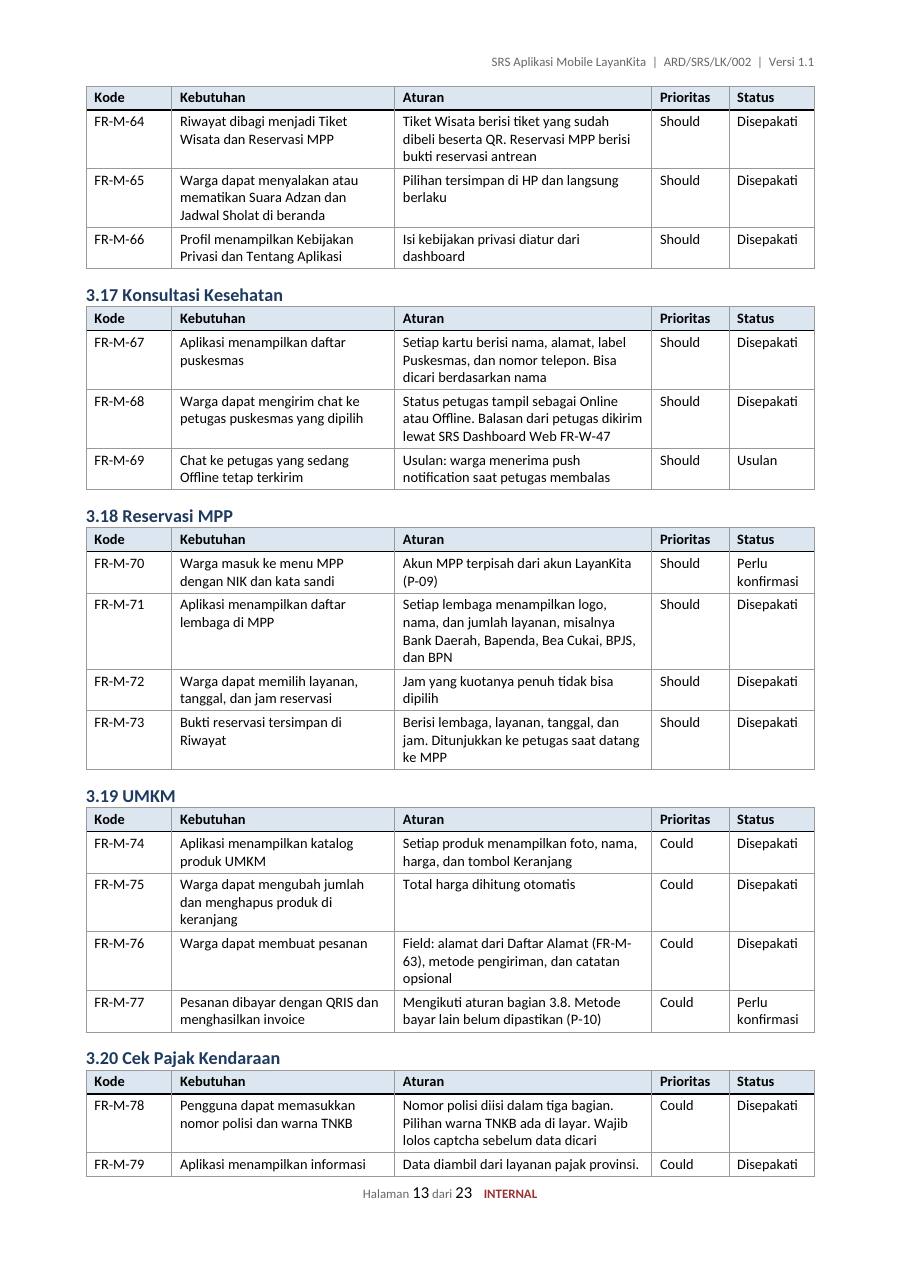 SRS Aplikasi Mobile LayanKita | ARD/SRS/LK/002 | Versi 1.1
Kode Kebutuhan Aturan Prioritas Status
FR-M-64 Riwayat dibagi menjadi Tiket Tiket Wisata berisi tiket yang sudah Should Disepakati
Wisata dan Reservasi MPP dibeli beserta QR. Reservasi MPP berisi
bukti reservasi antrean
FR-M-65 Warga dapat menyalakan atau Pilihan tersimpan di HP dan langsung Should Disepakati
mematikan Suara Adzan dan berlaku
Jadwal Sholat di beranda
FR-M-66 Profil menampilkan Kebijakan Isi kebijakan privasi diatur dari Should Disepakati
Privasi dan Tentang Aplikasi dashboard
3.17 Konsultasi Kesehatan
Kode Kebutuhan Aturan Prioritas Status
FR-M-67 Aplikasi menampilkan daftar Setiap kartu berisi nama, alamat, label Should Disepakati
puskesmas Puskesmas, dan nomor telepon. Bisa
dicari berdasarkan nama
FR-M-68 Warga dapat mengirim chat ke Status petugas tampil sebagai Online Should Disepakati
petugas puskesmas yang dipilih atau Offline. Balasan dari petugas dikirim
lewat SRS Dashboard Web FR-W-47
FR-M-69 Chat ke petugas yang sedang Usulan: warga menerima push Should Usulan
Offline tetap terkirim notification saat petugas membalas
3.18 Reservasi MPP
Kode Kebutuhan Aturan Prioritas Status
FR-M-70 Warga masuk ke menu MPP Akun MPP terpisah dari akun LayanKita Should Perlu
dengan NIK dan kata sandi (P-09) konfirmasi
FR-M-71 Aplikasi menampilkan daftar Setiap lembaga menampilkan logo, Should Disepakati
lembaga di MPP nama, dan jumlah layanan, misalnya
Bank Daerah, Bapenda, Bea Cukai, BPJS,
dan BPN
FR-M-72 Warga dapat memilih layanan, Jam yang kuotanya penuh tidak bisa Should Disepakati
tanggal, dan jam reservasi dipilih
FR-M-73 Bukti reservasi tersimpan di Berisi lembaga, layanan, tanggal, dan Should Disepakati
Riwayat jam. Ditunjukkan ke petugas saat datang
ke MPP
3.19 UMKM
Kode Kebutuhan Aturan Prioritas Status
FR-M-74 Aplikasi menampilkan katalog Setiap produk menampilkan foto, nama, Could Disepakati
produk UMKM harga, dan tombol Keranjang
FR-M-75 Warga dapat mengubah jumlah Total harga dihitung otomatis Could Disepakati
dan menghapus produk di
keranjang
FR-M-76 Warga dapat membuat pesanan Field: alamat dari Daftar Alamat (FR-M- Could Disepakati
63), metode pengiriman, dan catatan
opsional
FR-M-77 Pesanan dibayar dengan QRIS dan Mengikuti aturan bagian 3.8. Metode Could Perlu
menghasilkan invoice bayar lain belum dipastikan (P-10) konfirmasi
3.20 Cek Pajak Kendaraan
Kode Kebutuhan Aturan Prioritas Status
FR-M-78 Pengguna dapat memasukkan Nomor polisi diisi dalam tiga bagian. Could Disepakati
nomor polisi dan warna TNKB Pilihan warna TNKB ada di layar. Wajib
lolos captcha sebelum data dicari
FR-M-79 Aplikasi menampilkan informasi Data diambil dari layanan pajak provinsi. Could Disepakati
Halaman 13 dari 23 INTERNAL